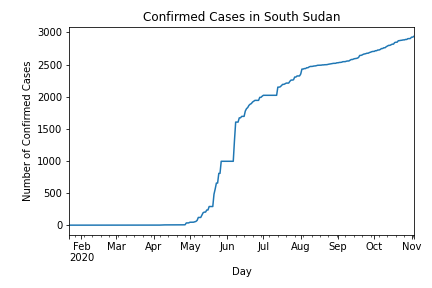 Confirmed Cases in South Sudan
Number of Confirmed Cases
3000
2500
2000
1500
1000
500
0
Feb Mar Apr May Jun Jul Aug Sep Oct Nov
2020
Day